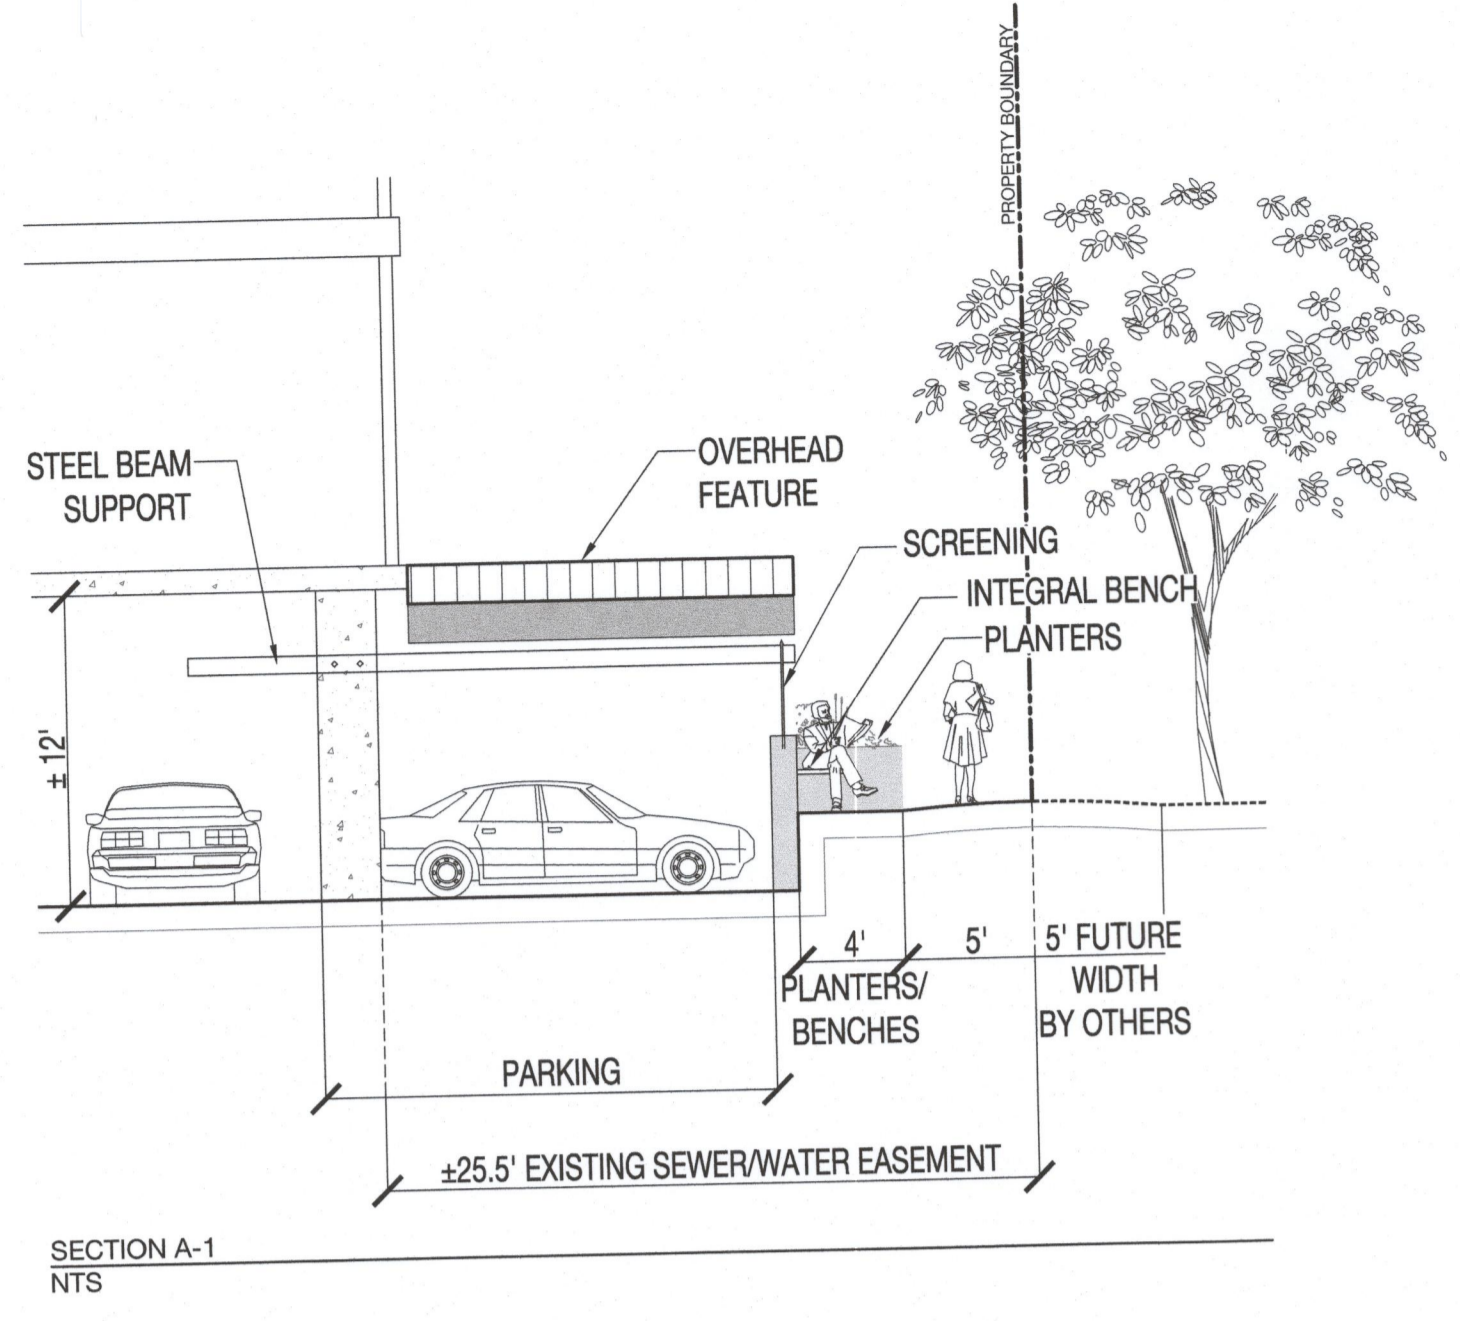 PROPERTY BOUNDARY
STEEL BEAM
SUPPORT
OVERHEAD
FEATURE
SCREENING
INTEGRAL BENCH
PLANTERS
±12'
4'
5'
5' FUTURE
WIDTH
BY OTHERS
PLANTERS/
BENCHES
PARKING
±25.5' EXISTING SEWER/WATER EASEMENT
SECTION A-1
NTS